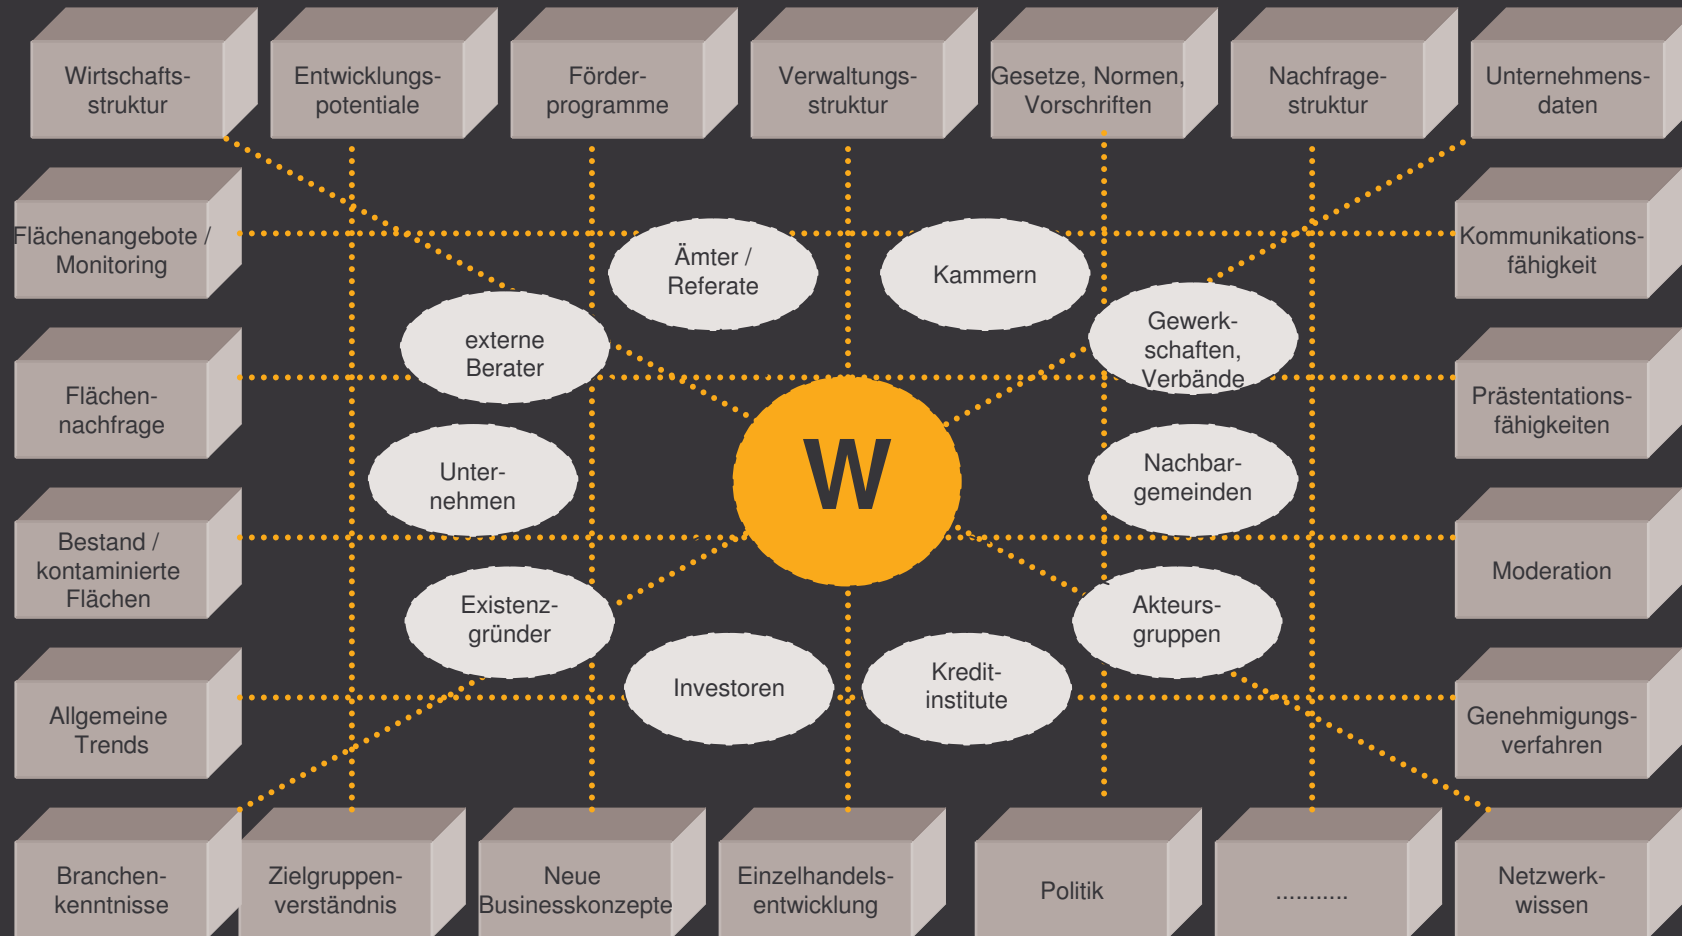 Wirtschafts-
struktur
Entwicklungs-
potentiale
Förder-
programme
Verwaltungs-
struktur
Gesetze, Normen,
Vorschriften
Nachfrage-
struktur
Unternehmens-
daten
Flächenangebote /
Monitoring
Ämter /
Referate
Kammern
Kommunikations-
fähigkeit
externe
Berater
Gewerk-
schaften,
Verbände
Flächen-
nachfrage
Prästentations-
fähigkeiten
Unter-
nehmen
W
Nachbar-
gemeinden
Bestand /
kontaminierte
Flächen
Moderation
Existenz-
gründer
Akteurs-
gruppen
Investoren
Kredit-
institute
Allgemeine
Trends
Genehmigungs-
verfahren
Branchen-
kenntnisse
Zielgruppen-
verständnis
Neue
Businesskonzepte
Einzelhandels-
entwicklung
Politik
...........
Netzwerk-
wissen